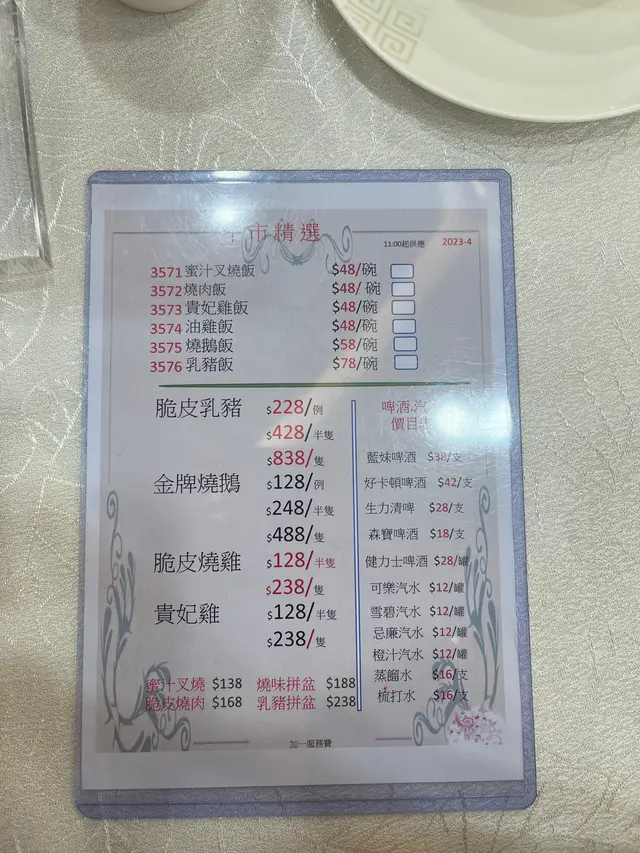 市精選
11:00起供應 2023-4
3571 蜜汁叉燒飯 $48/碗
3572 燒肉飯 $48/碗
3573 貴妃雞飯 $48/碗
3574 油雞飯 $48/碗
3575 燒鵝飯 $58/碗
3576 乳豬飯 $78/碗
脆皮乳豬 $228/例
$428/半隻
$838/隻
金牌燒鵝 $128/例
$248/半隻
$488/隻
脆皮燒雞 $128/半隻
$238/隻
貴妃雞 $128/半隻
$238/隻
蜜汁叉燒 $138 燒味拼盆 $188
脆皮燒肉 $168 乳豬拼盆 $238
啤酒.汽
價目
藍妹啤酒 $38/支
好卡頓啤酒 $42/支
生力清啤 $28/支
森寶啤酒 $18/支
健力士啤酒 $28/罐
可樂汽水 $12/罐
雪碧汽水 $12/罐
忌廉汽水 $12/罐
橙汁汽水 $12/罐
蒸餾水 $16/支
梳打水 $16/支
加一服務費